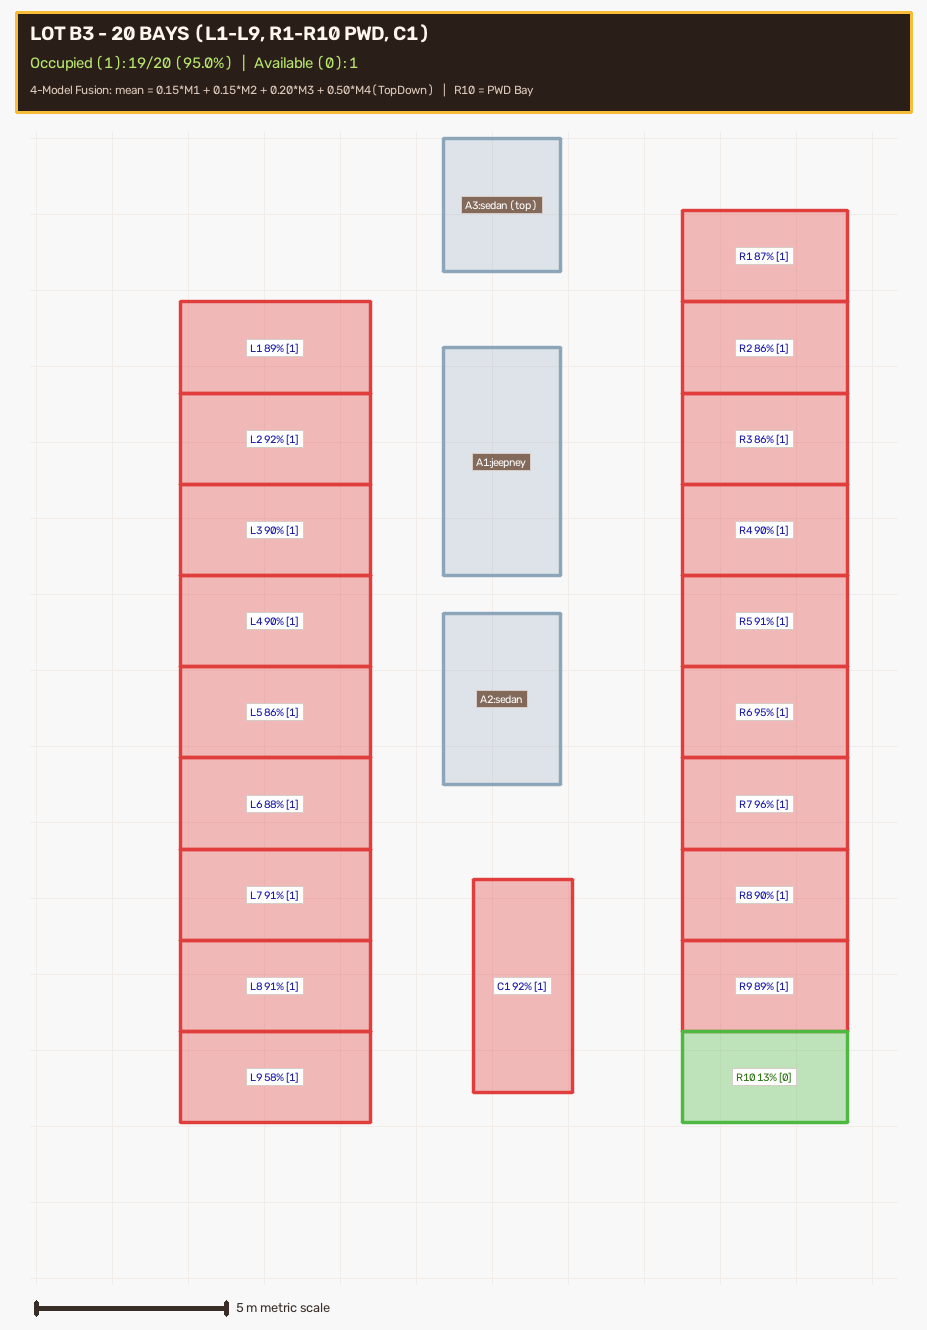 LOT B3 - 20 BAYS (L1-L9, R1-R10 PWD, C1)
Occupied (1): 19/20 (95.0%) | Available (0): 1
4-Model Fusion: mean = 0.15*M1 + 0.15*M2 + 0.20*M3 + 0.50*M4(TopDown) | R10 = PWD Bay
A3:sedan (top)
R1 87% [1]
L1 89% [1]
R2 86% [1]
L2 92% [1]
R3 86% [1]
A1:jeepney
L3 90% [1]
R4 90% [1]
L4 90% [1]
R5 91% [1]
A2:sedan
L5 86% [1]
R6 95% [1]
L6 88% [1]
R7 96% [1]
L7 91% [1]
R8 90% [1]
L8 91% [1]
C1 92% [1]
R9 89% [1]
L9 58% [1]
R10 13% [0]
5 m metric scale